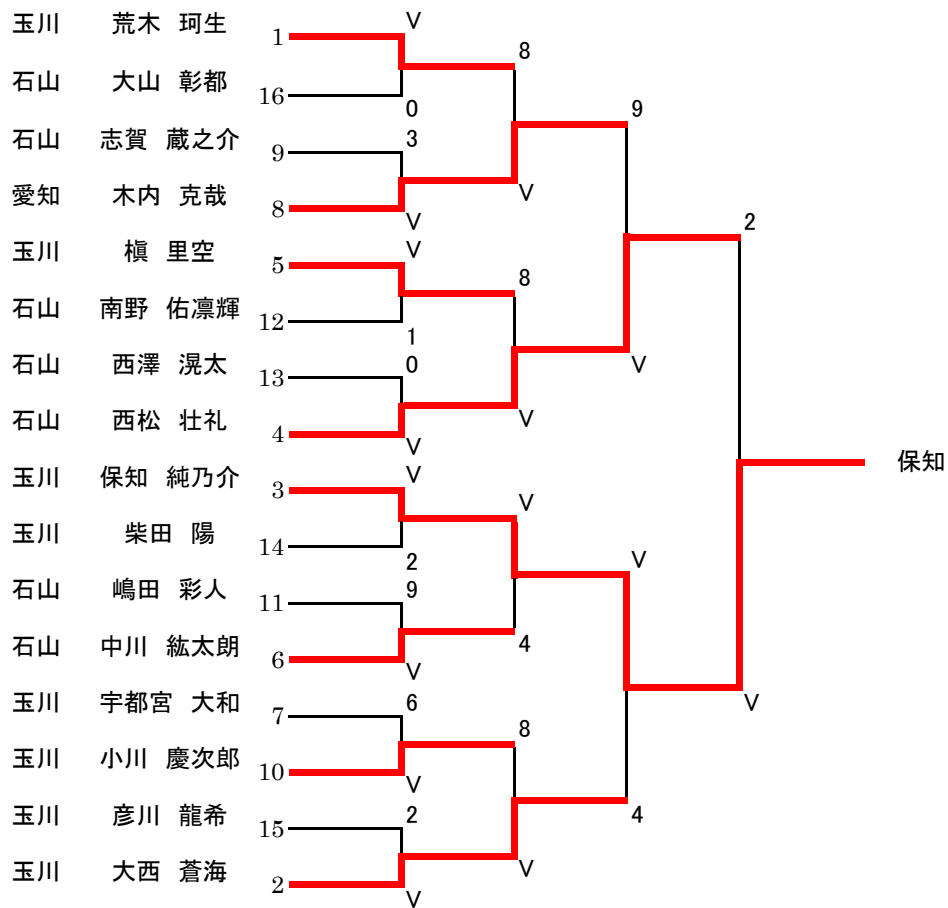 玉川 荒木 珂生 1 V
8
石山 大山 彰都 16 0
9
石山 志賀 蔵之介 9 3
愛知 木内 克哉 8 V
V
2
玉川 槇 里空 5 V
8
石山 南野 佑凛輝 12 1
石山 西澤 滉太 13 0
V
石山 西松 壮礼 4 V
V
保知
玉川 保知 純乃介 3 V
V
玉川 柴田 陽 14 2
V
石山 嶋田 彩人 11 9
石山 中川 紘太朗 6 V
4
玉川 宇都宮 大和 7 6
V
8
玉川 小川 慶次郎 10 V
玉川 彦川 龍希 15 2
4
玉川 大西 蒼海 2 V
V